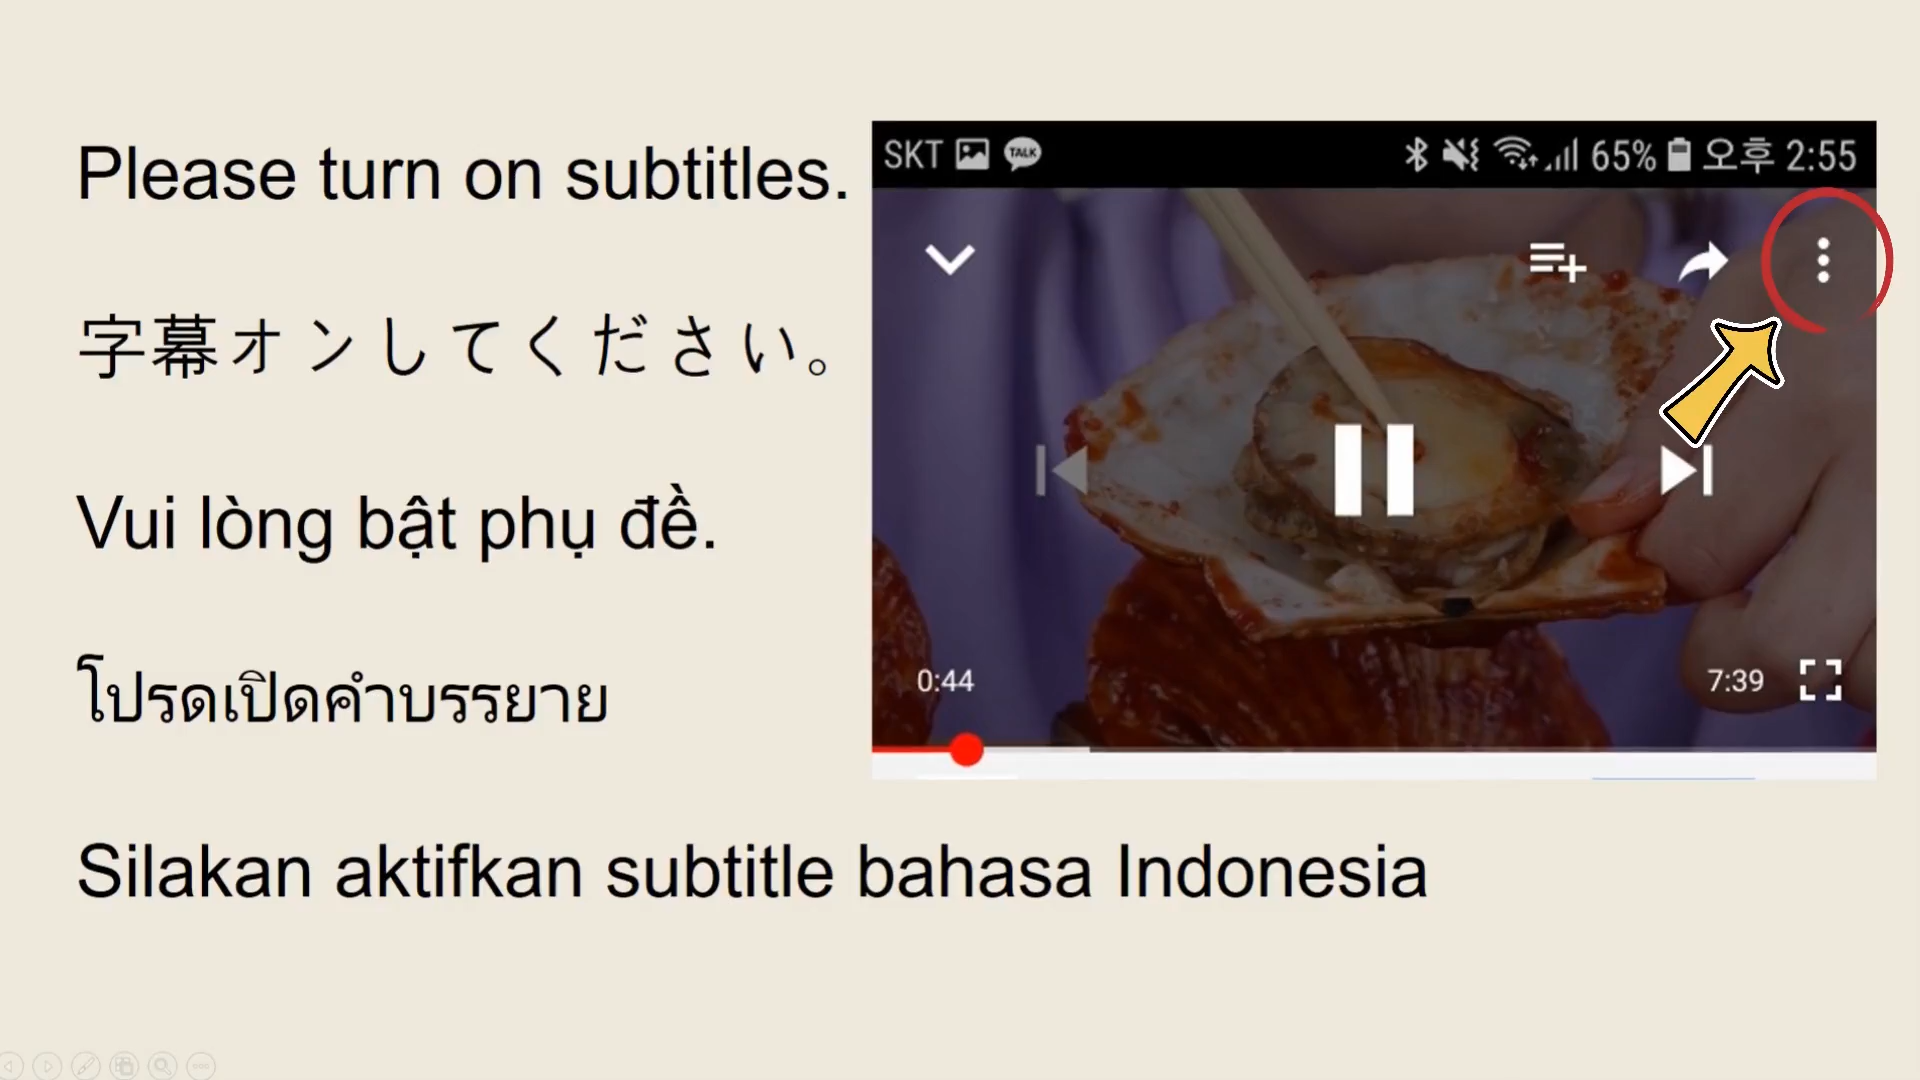 Please turn on subtitles.
字幕オンしてください。
Vui lòng bật phụ đề.
โปรดเปิดคำบรรยาย
Silakan aktifkan subtitle bahasa Indonesia
SKT TALK 65% 오후 2:55
0:44 7:39